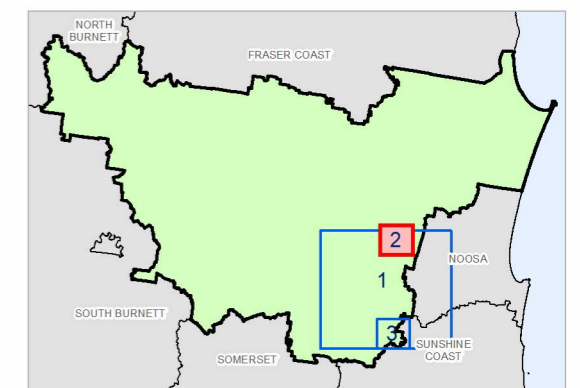 NORTH
BURNETT
FRASER COAST
2
NOOSA
1
SOUTH BURNETT
3
SUNSHINE
COAST
SOMERSET